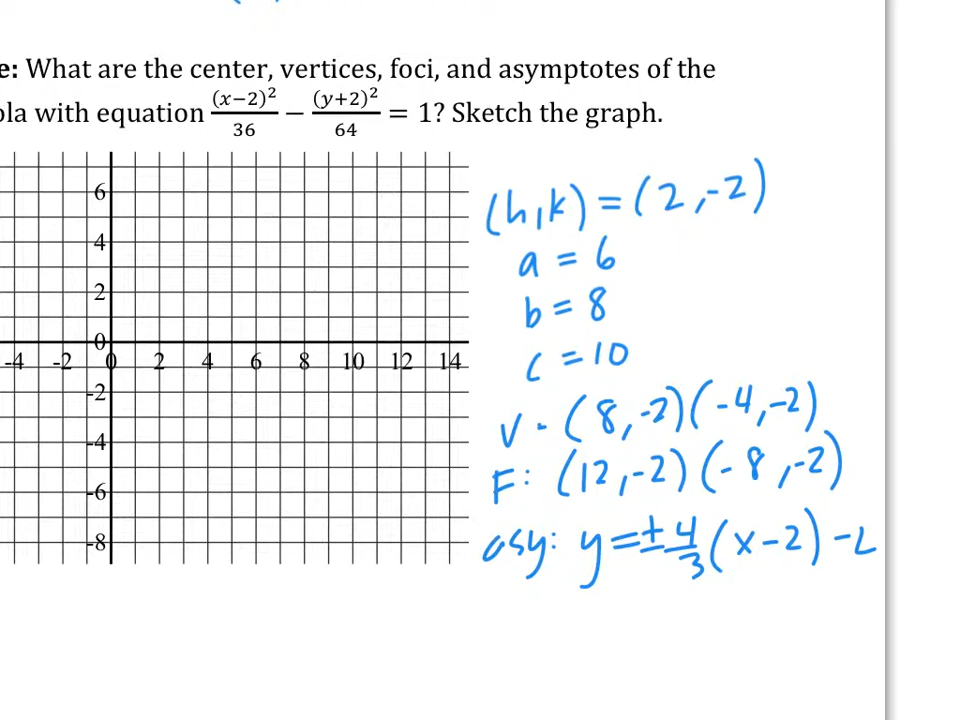 e: What are the center, vertices, foci, and asymptotes of the
ola with equation (x−2)²/36 − (y+2)²/64 = 1? Sketch the graph.
6
4
2
0
-4 -2 0 2 4 6 8 10 12 14
-2
-4
-6
-8
(h,k) = (2,-2)
a = 6
b = 8
c = 10
V: (8,-2)(-4,-2)
F: (12,-2)(-8,-2)
asy: y=±4/3(x-2)-2